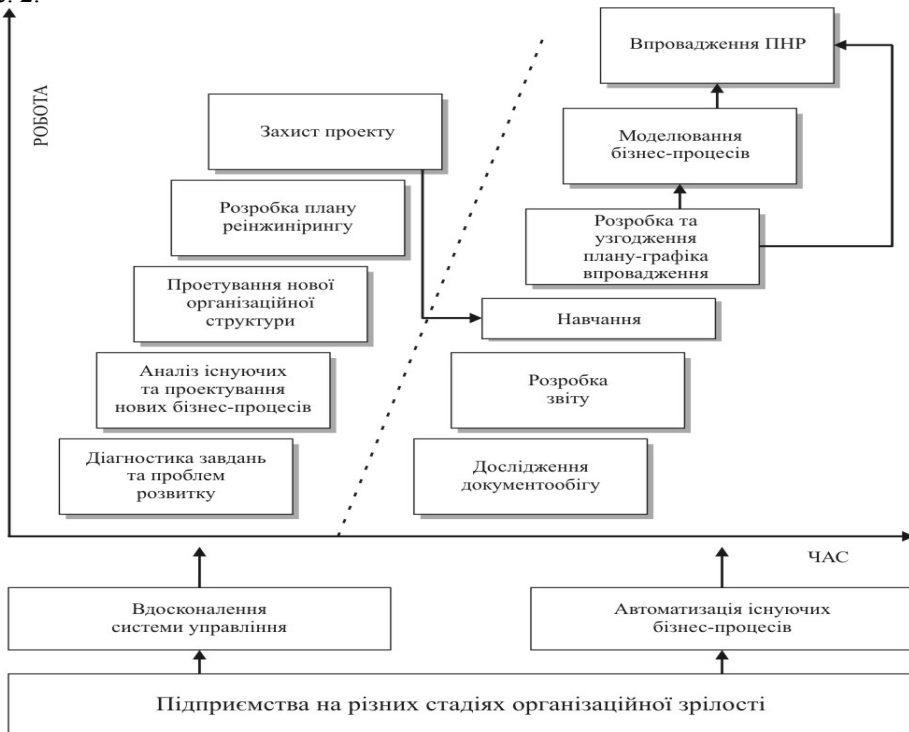 Впровадження ПНР
РОБОТА
Захист проекту
Моделювання
бізнес-процесів
Розробка плану
реінжинірингу
Розробка та
узгодження
плану-графіка
впровадження
Проетування нової
організаційної
структури
Навчання
Аналіз існуючих
та проектування
нових бізнес-процесів
Розробка
звіту
Діагностика завдань
та проблем
розвитку
Дослідження
документообігу
ЧАС
Вдосконалення
системи управління
Автоматизація існуючих
бізнес-процесів
Підприємства на різних стадіях організаційної зрілості